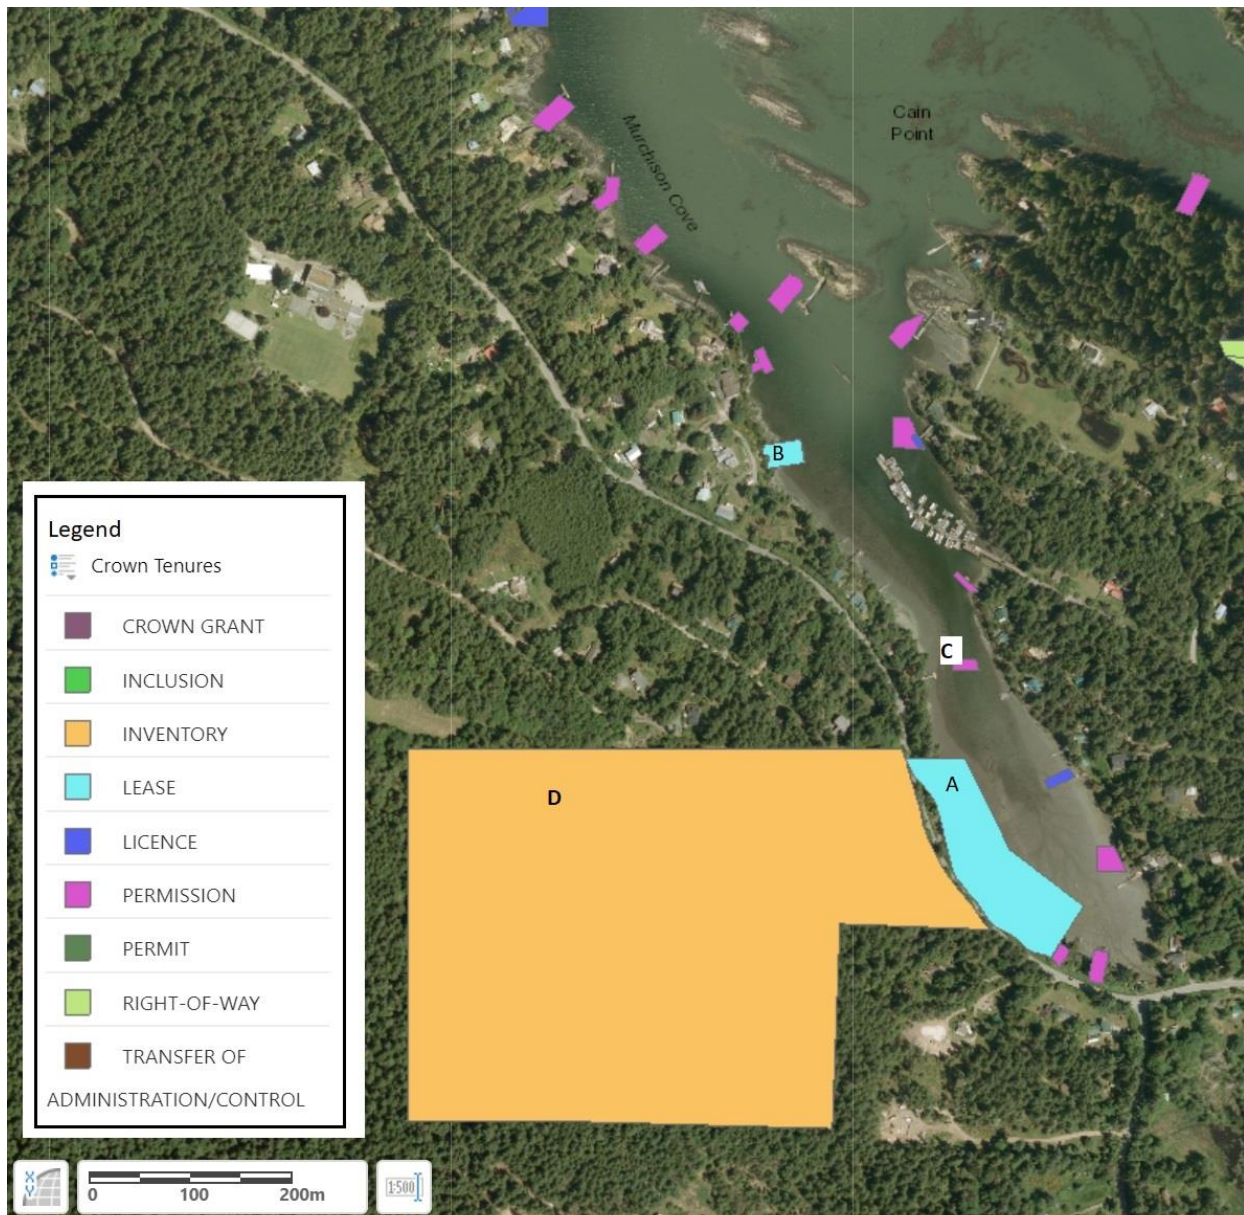 Cain
Point
Murchison Cove
B
C
A
D
Legend
Crown Tenures
CROWN GRANT
INCLUSION
INVENTORY
LEASE
LICENCE
PERMISSION
PERMIT
RIGHT-OF-WAY
TRANSFER OF
ADMINISTRATION/CONTROL
X
Y
0 100 200m
1:500